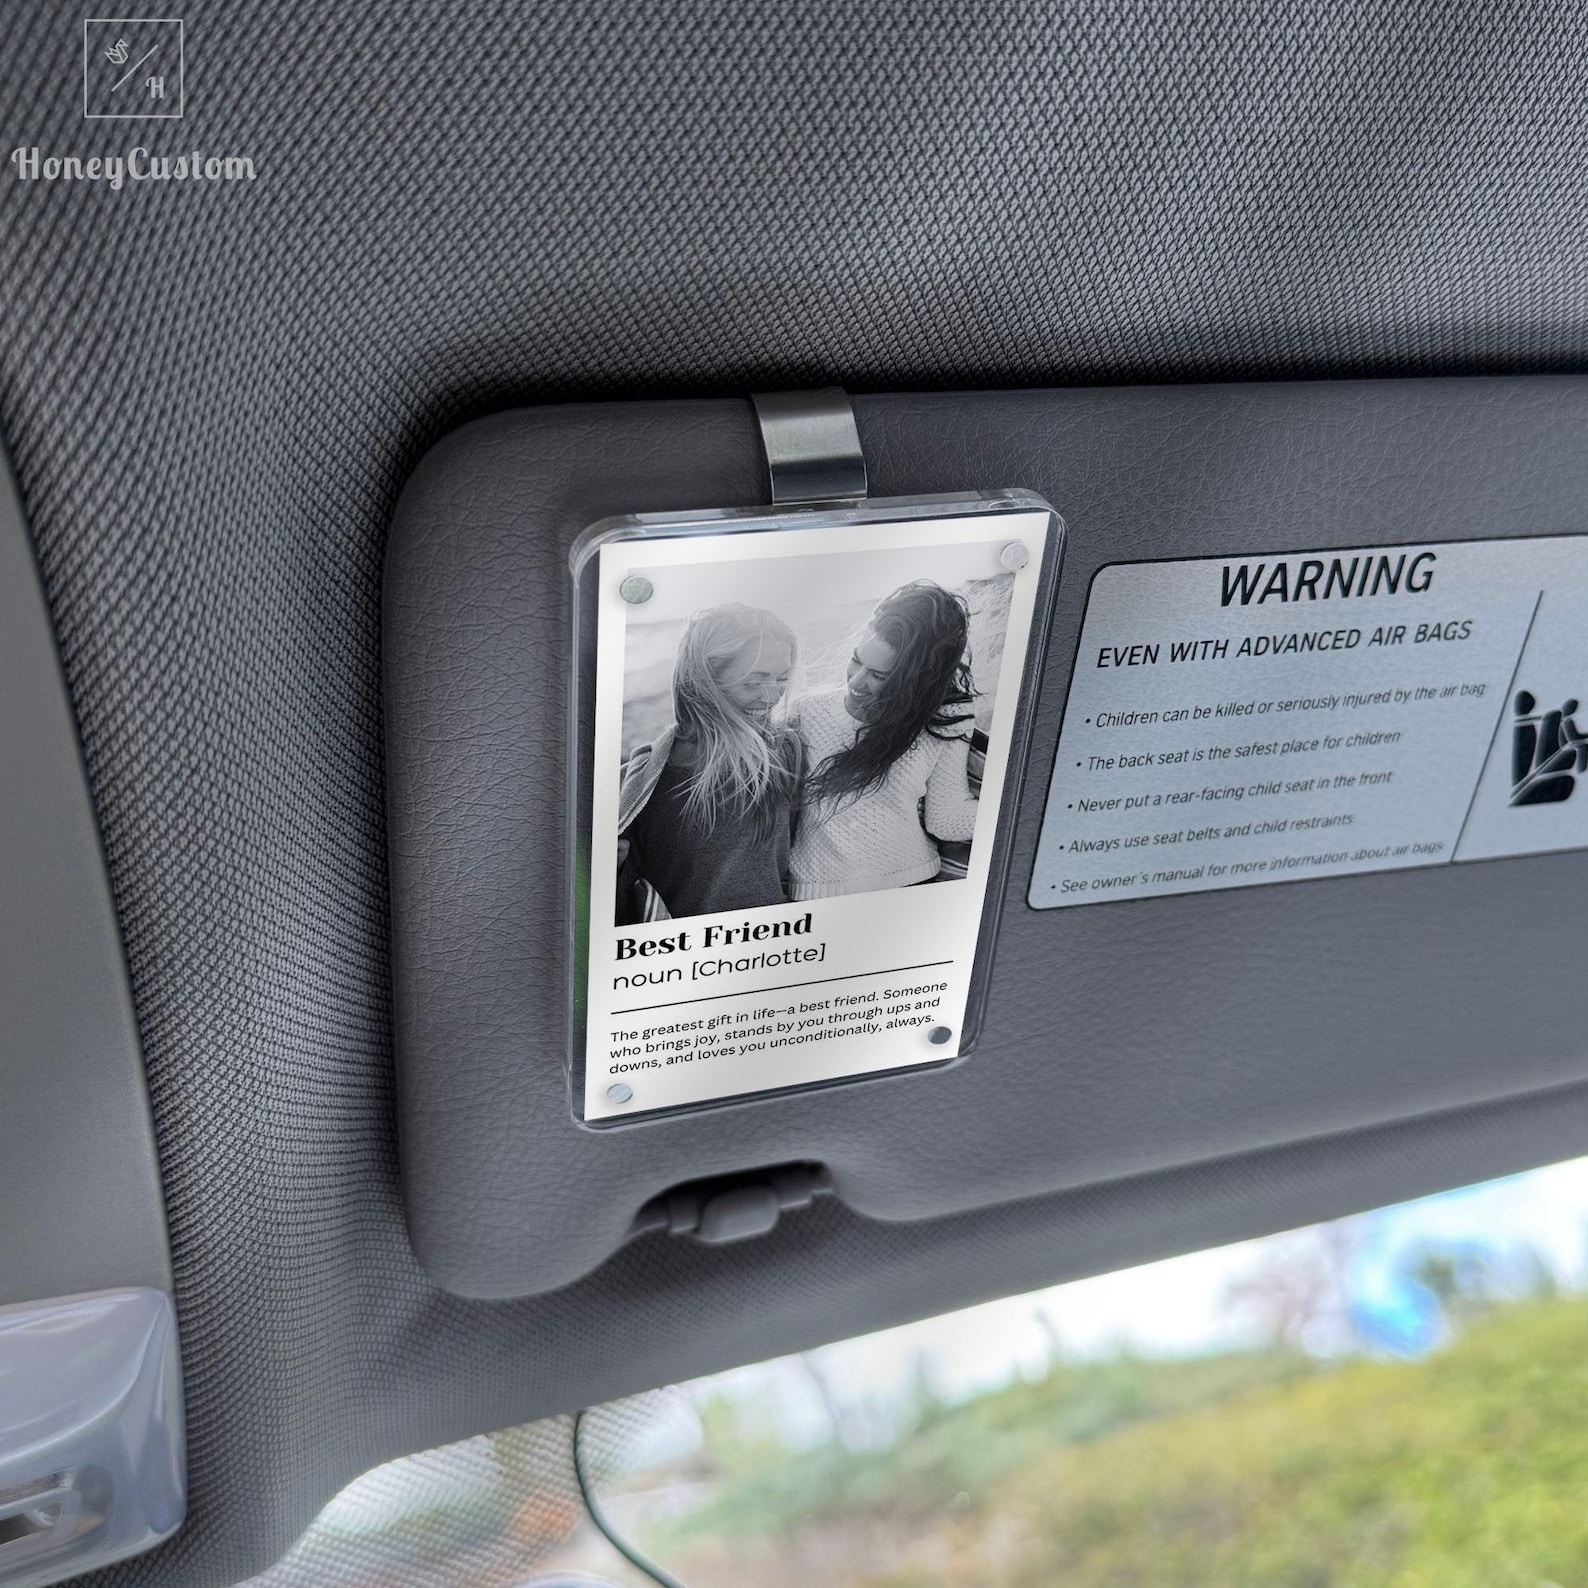 H
HoneyCustom
Best Friend
noun [Charlotte]
The greatest gift in life—a best friend. Someone
who brings joy, stands by you through ups and
downs, and loves you unconditionally, always.
WARNING
EVEN WITH ADVANCED AIR BAGS
• Children can be killed or seriously injured by the air bag
• The back seat is the safest place for children
• Never put a rear-facing child seat in the front
• Always use seat belts and child restraints
• See owner´s manual for more information about air bags